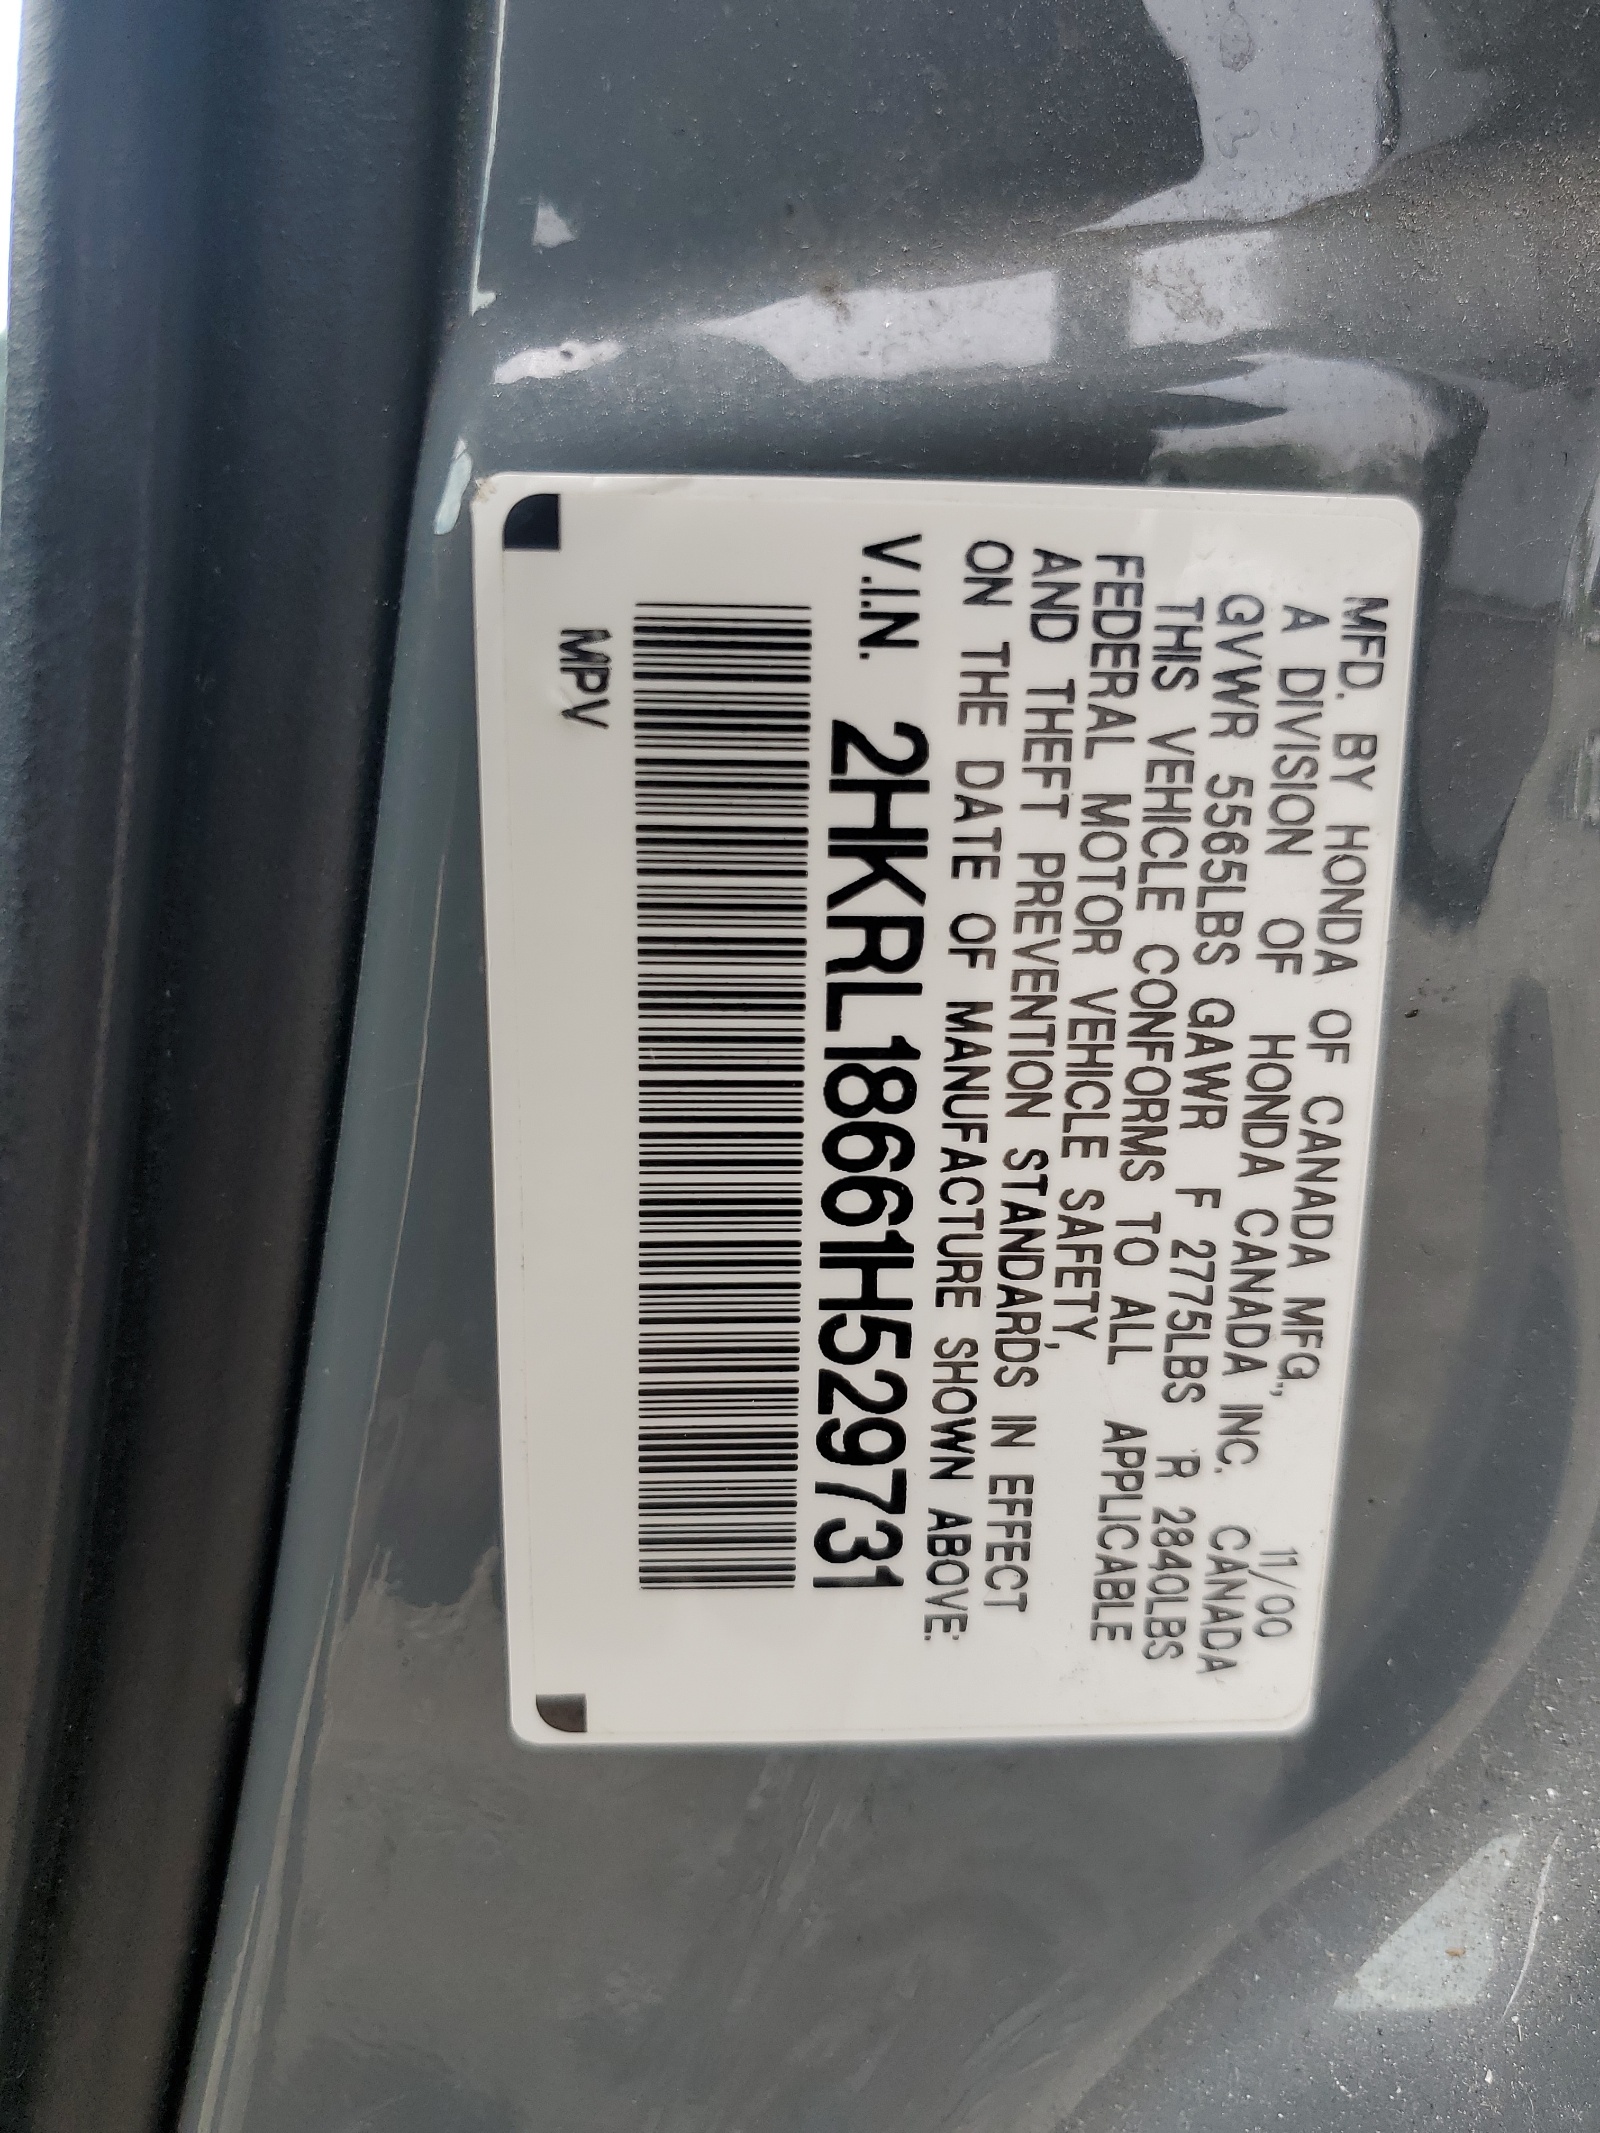 MFD. BY HONDA OF CANADA MFG., 11/00
A DIVISION OF HONDA CANADA INC. CANADA
GVWR 5565LBS GAWR F 2775LBS R 2840LBS
THIS VEHICLE CONFORMS TO ALL APPLICABLE
FEDERAL MOTOR VEHICLE SAFETY,
AND THEFT PREVENTION STANDARDS IN EFFECT
ON THE DATE OF MANUFACTURE SHOWN ABOVE:
V.I.N. 2HKRL18661H529731
MPV